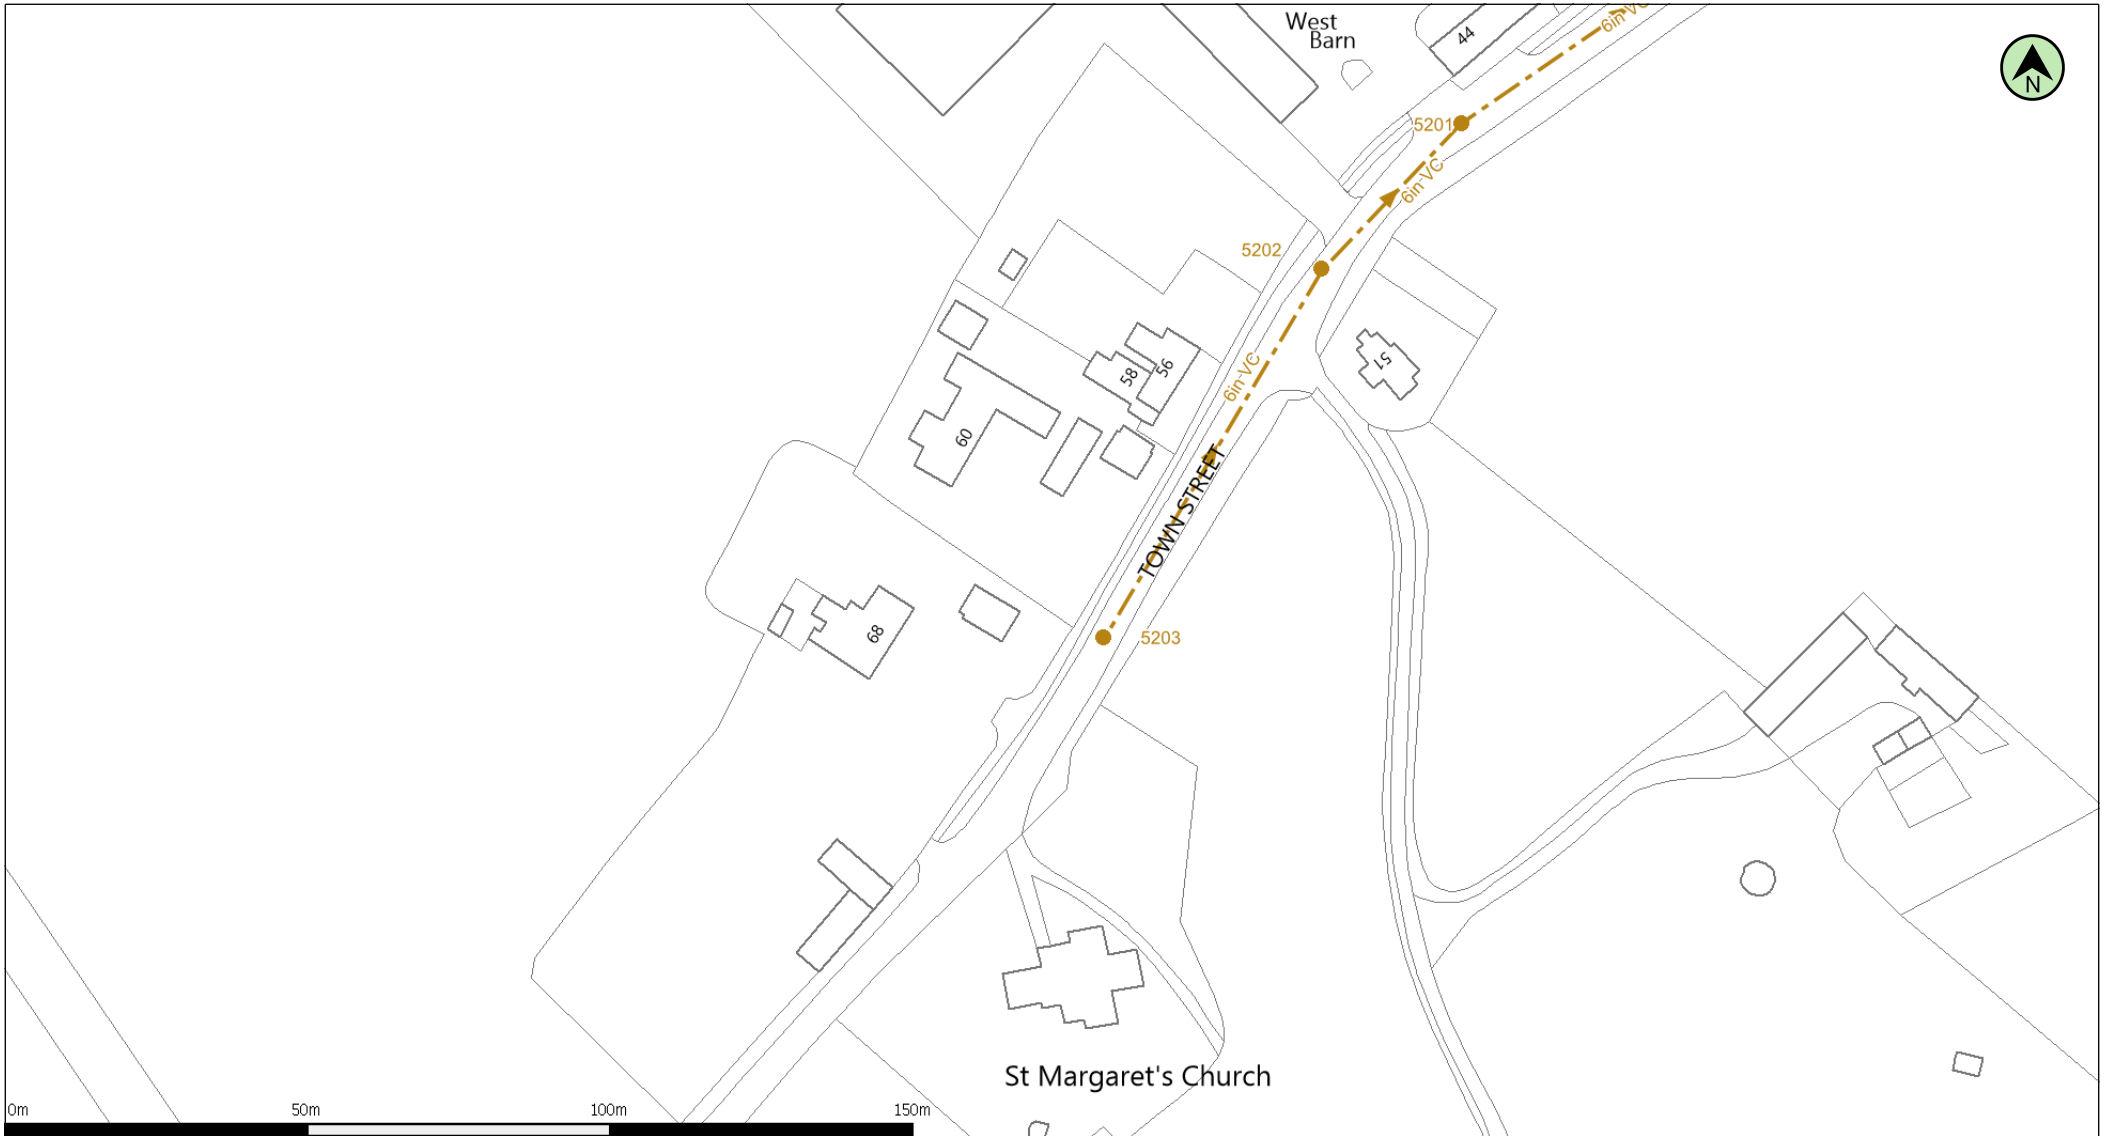 West
Barn
44
6in-VC
N
5201
6in-VC
5202
51
6in-VC
58
56
60
TOWN STREET
68
5203
St Margaret's Church
0m
50m
100m
150m